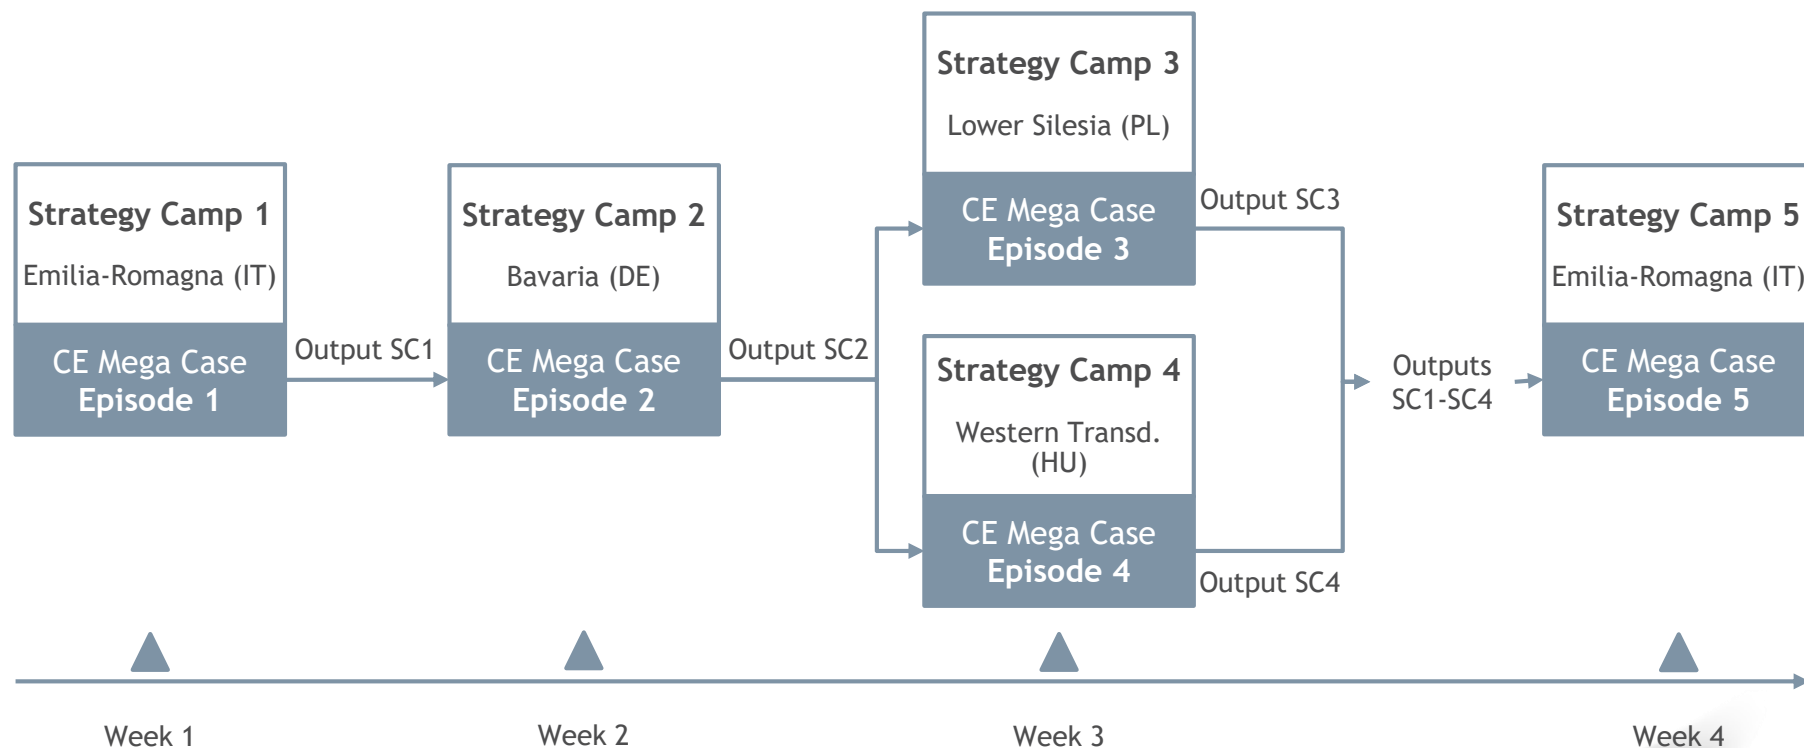 Strategy Camp 1
Emilia-Romagna (IT)
CE Mega Case
Episode 1
Output SC1
Strategy Camp 2
Bavaria (DE)
CE Mega Case
Episode 2
Output SC2
Strategy Camp 3
Lower Silesia (PL)
CE Mega Case
Episode 3
Output SC3
Strategy Camp 4
Western Transd.
(HU)
CE Mega Case
Episode 4
Output SC4
Outputs
SC1-SC4
Strategy Camp 5
Emilia-Romagna (IT)
CE Mega Case
Episode 5
Week 1
Week 2
Week 3
Week 4